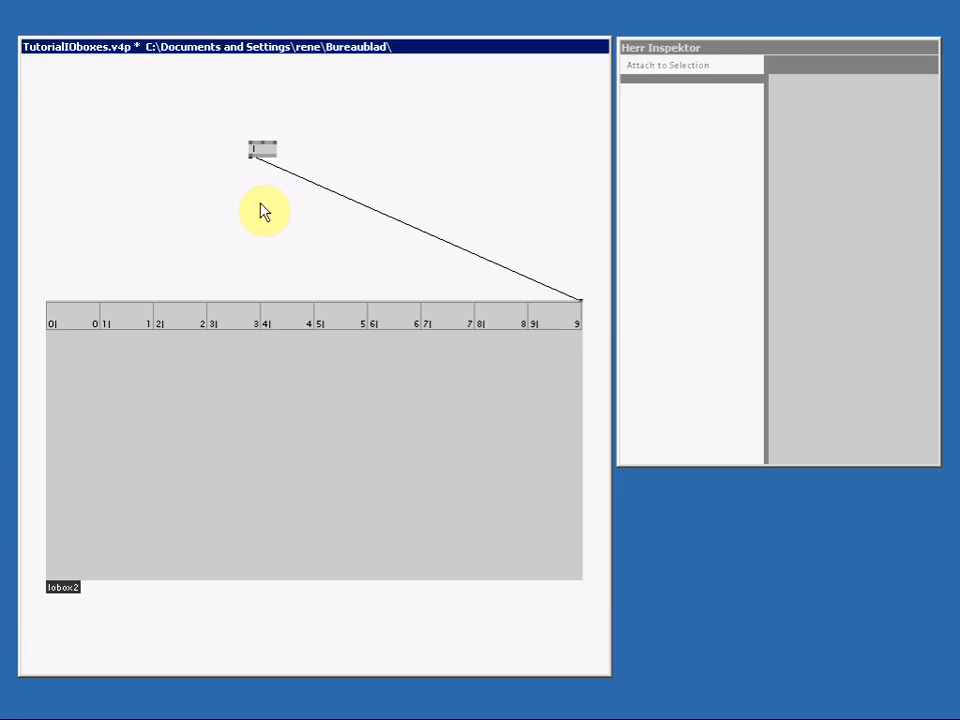 TutorialIOboxes.v4p * C:\Documents and Settings\rene\Bureaublad\
Herr Inspektor
Attach to Selection
I
0| 0 1| 1 2| 2 3| 3 4| 4 5| 5 6| 6 7| 7 8| 8 9| 9
Iobox2